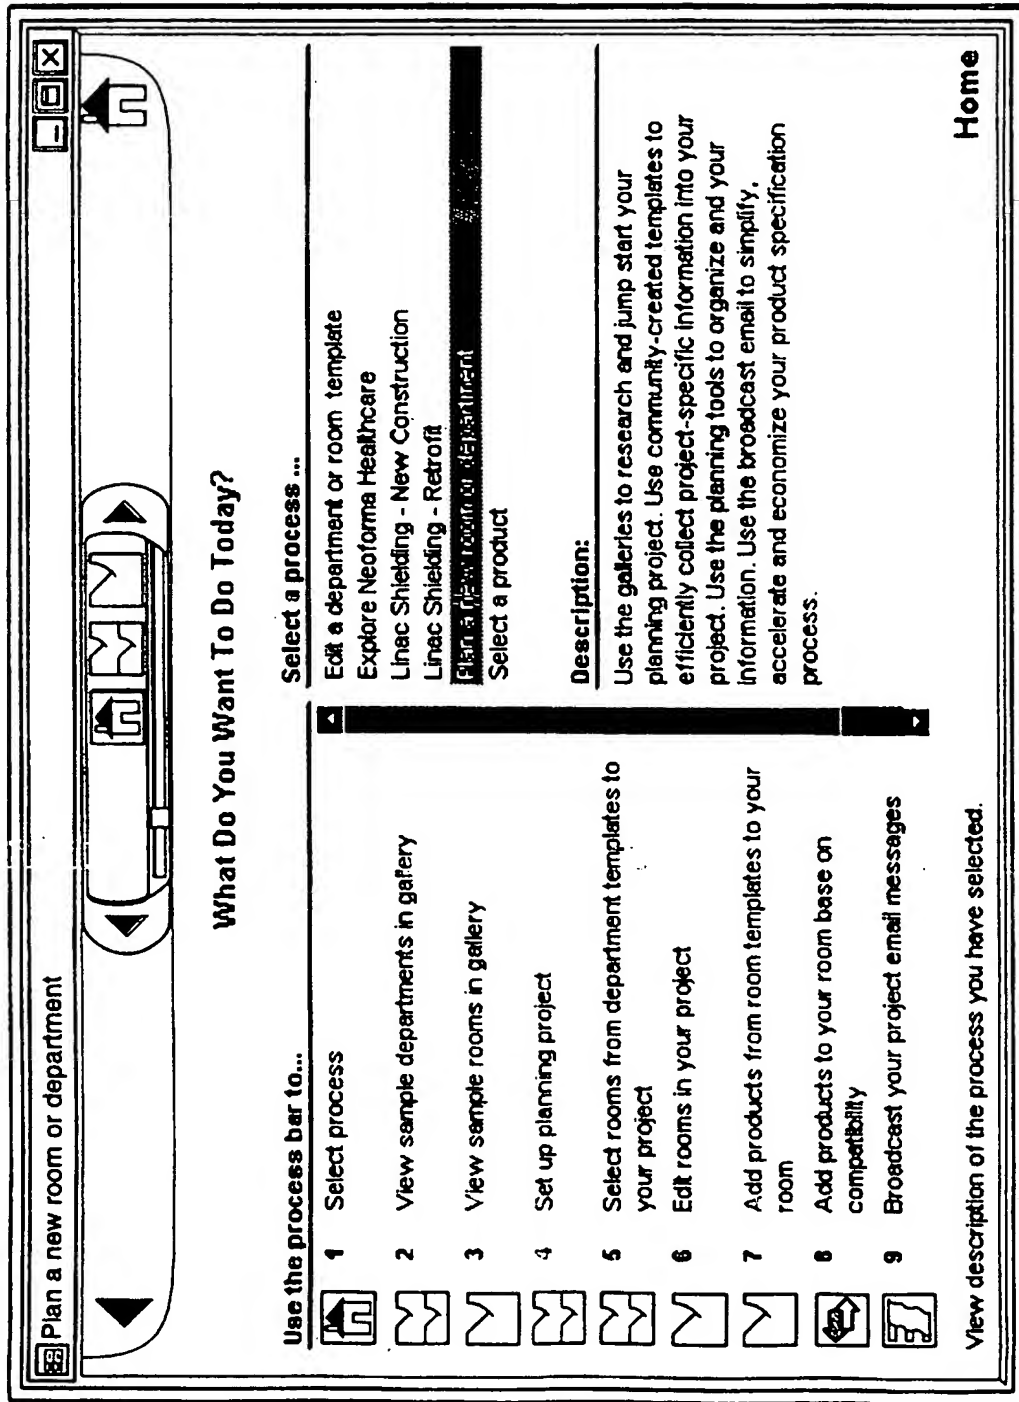 Plan a new room or department
What Do You Want To Do Today?
Use the process bar to...
1 Select process
2 View sample departments in gallery
3 View sample rooms in gallery
4 Set up planning project
5 Select rooms from department templates to
your project
6 Edit rooms in your project
7 Add products from room templates to your
room
8 Add products to your room base on
compatibility
9 Broadcast your project email messages
Select a process ...
Edit a department or room template
Explore Neoforma Healthcare
Linac Shielding - New Construction
Linac Shielding - Retrofit
Plan a new room or department
Select a product
Description:
Use the galleries to research and jump start your
planning project. Use community-created templates to
efficiently collect project-specific information into your
project. Use the planning tools to organize and your
information. Use the broadcast email to simplify,
accelerate and economize your product specification
process.
View description of the process you have selected.
Home